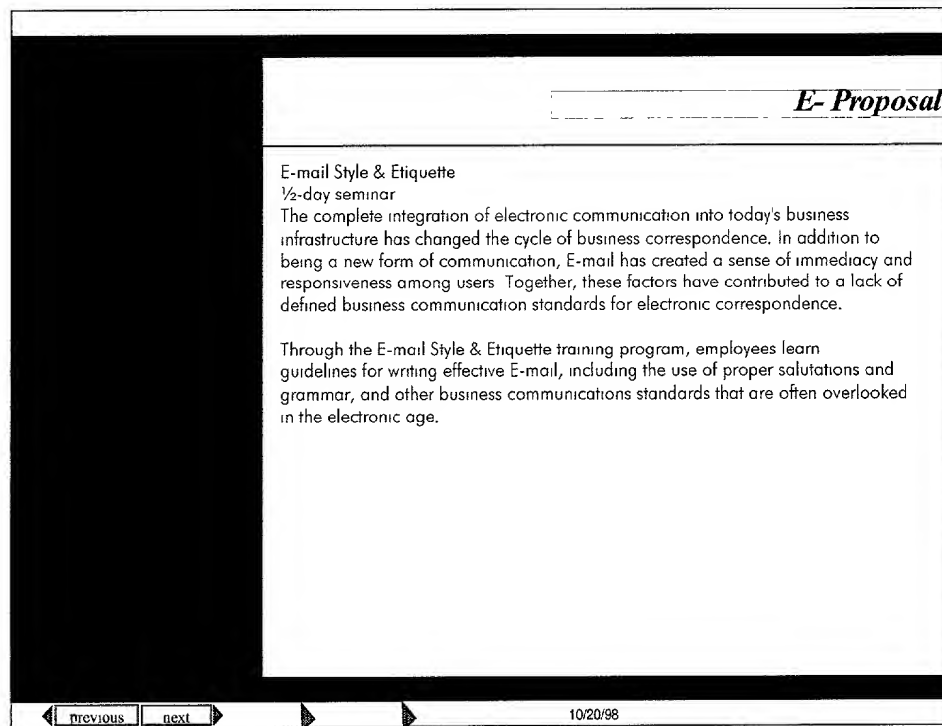 E- Proposal
E-mail Style & Etiquette
½-day seminar
The complete integration of electronic communication into today's business
infrastructure has changed the cycle of business correspondence. In addition to
being a new form of communication, E-mail has created a sense of immediacy and
responsiveness among users Together, these factors have contributed to a lack of
defined business communication standards for electronic correspondence.
Through the E-mail Style & Etiquette training program, employees learn
guidelines for writing effective E-mail, including the use of proper salutations and
grammar, and other business communications standards that are often overlooked
in the electronic age.
previous next 10/20/98